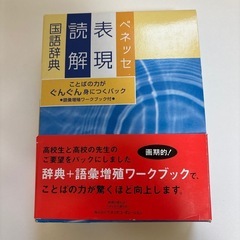 ベネッセ
表現
読解
国語辞典
ことばの力が
ぐんぐん身につくパック
●語彙増殖ワークブック付●
画期的!
高校生と高校の先生の
ご要望をパックにしました
辞典+語彙増殖ワークブックで、
ことばの力が驚くほど向上します。